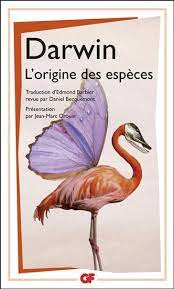 Darwin
L'origine des espèces
Traduction d'Edmond Barbier
revue par Daniel Becquemont
Présentation
par Jean-Marc Drouin
GF